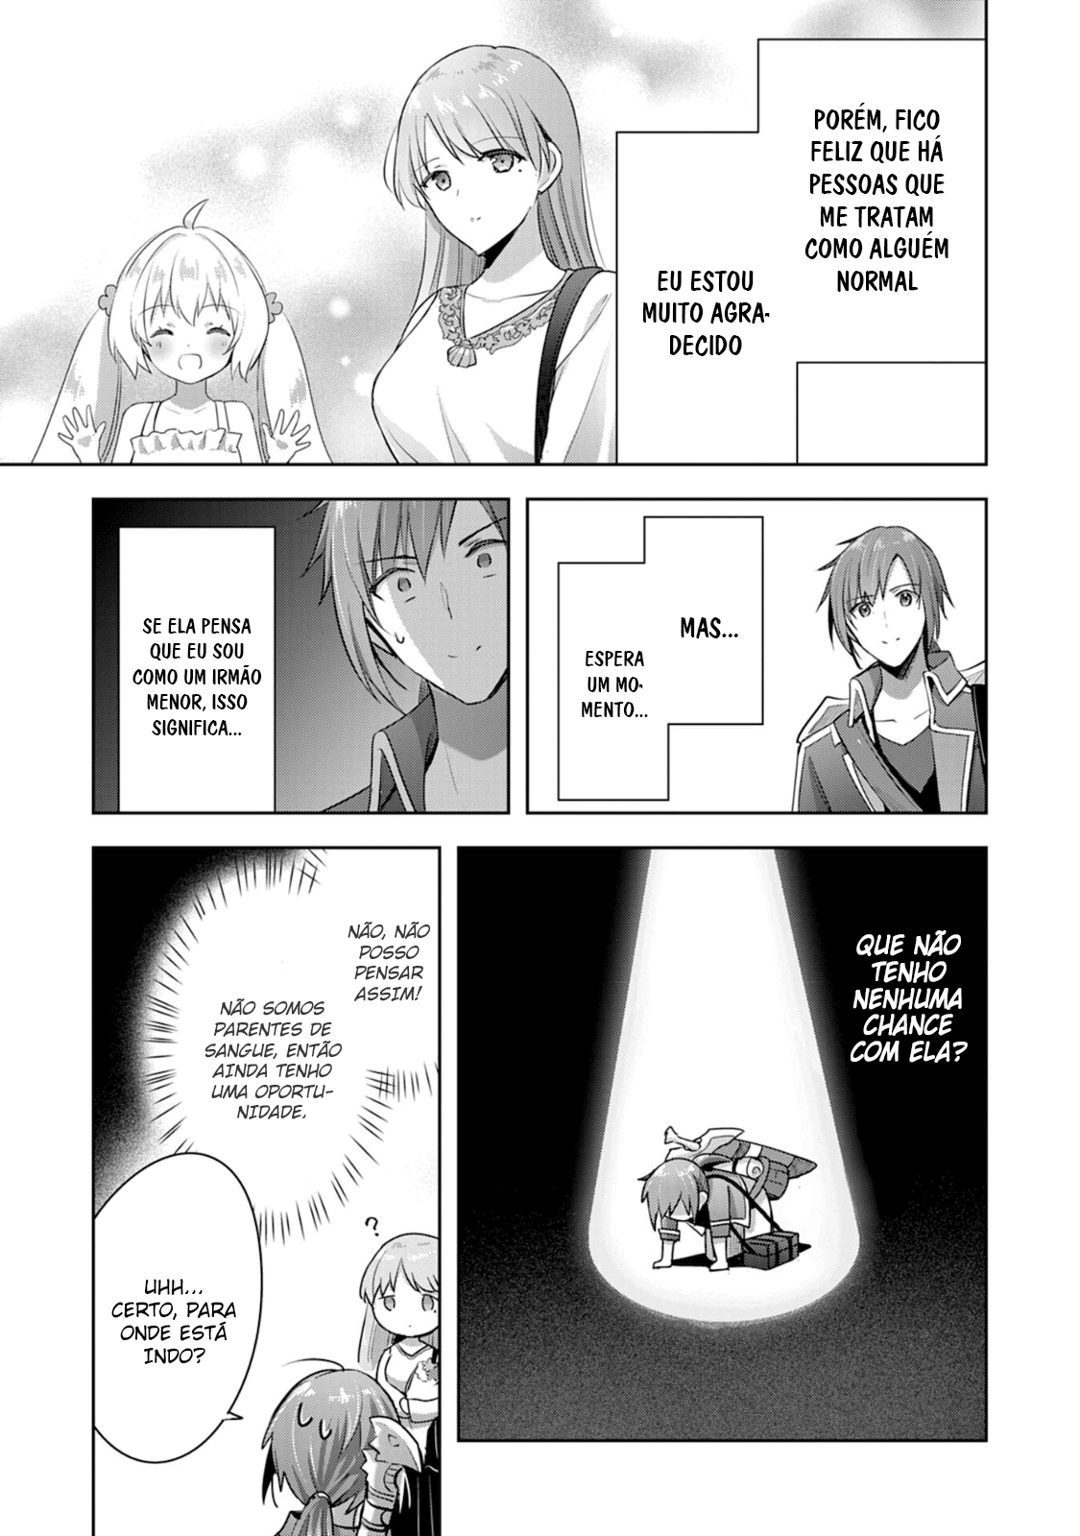 PORÉM, FICO
FELIZ QUE HÁ
PESSOAS QUE
ME TRATAM
COMO ALGUÉM
NORMAL
EU ESTOU
MUITO AGRA-
DECIDO
MAS...
ESPERA
UM MO-
MENTO...
SE ELA PENSA
QUE EU SOU
COMO UM IRMÃO
MENOR, ISSO
SIGNIFICA...
QUE NÃO
TENHO
NENHUMA
CHANCE
COM ELA?
NÃO, NÃO
POSSO
PENSAR
ASSIM!
NÃO SOMOS
PARENTES DE
SANGUE, ENTÃO
AINDA TENHO
UMA OPORTU-
NIDADE.
?
UHH...
CERTO, PARA
ONDE ESTÁ
INDO?